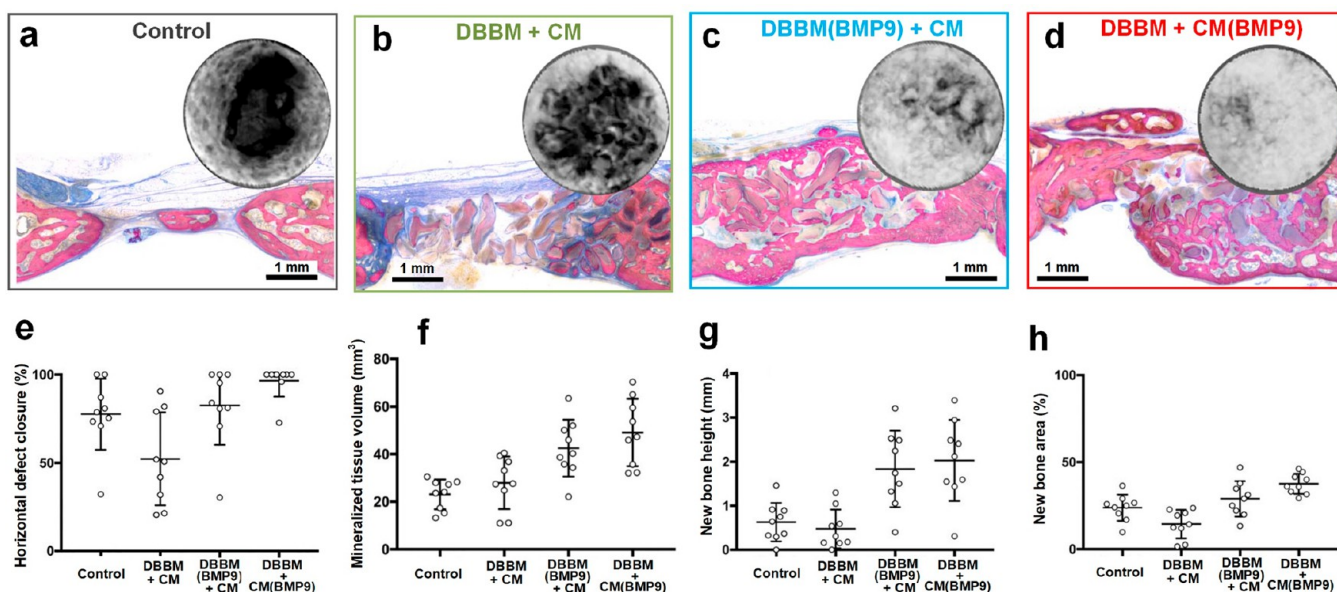 a
Control
1 mm
b
DBBM + CM
1 mm
c
DBBM(BMP9) + CM
1 mm
d
DBBM + CM(BMP9)
1 mm
e
Horizontal defect closure (%)
100
50
0
Control
DBBM
+ CM
DBBM
(BMP9)
+ CM
DBBM
+
CM(BMP9)
f
Mineralized tissue volume (mm³)
80
60
40
20
0
Control
DBBM
+ CM
DBBM
(BMP9)
+ CM
DBBM
+
CM(BMP9)
g
New bone height (mm)
4
3
2
1
0
Control
DBBM
+ CM
DBBM
(BMP9)
+ CM
DBBM
+
CM(BMP9)
h
New bone area (%)
100
50
0
Control
DBBM
+ CM
DBBM
(BMP9)
+ CM
DBBM
+
CM(BMP9)